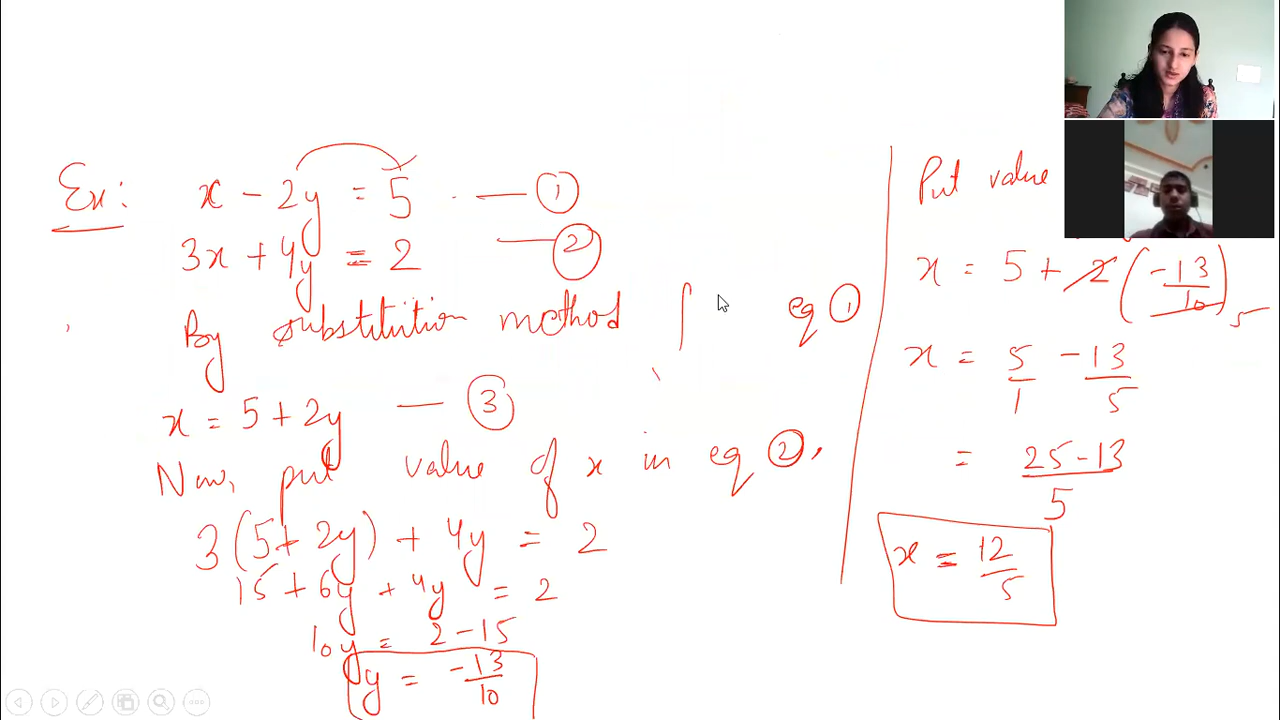 Ex: x - 2y = 5 — ①
3x + 4y = 2 — ②
By substitution method eq ①
x = 5 + 2y — ③
Now, put value of x in eq ②,
3(5 + 2y) + 4y = 2
15 + 6y + 4y = 2
10y = 2 - 15
y = -13/10
Put value
x = 5 + 2(-13/10) 5
x = 5/1 - 13/5
= 25 - 13/5
x = 12/5